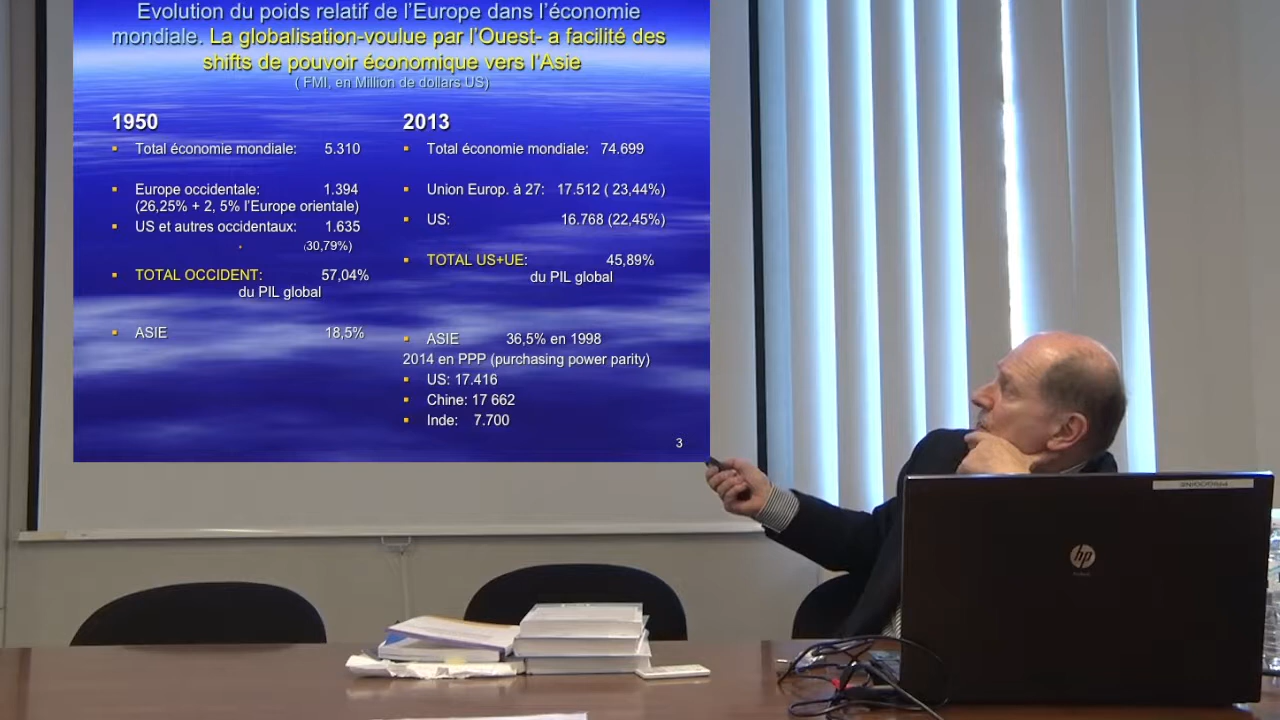 Evolution du poids relatif de l'Europe dans l'économie
mondiale. La globalisation-voulue par l'Ouest- a facilité des
shifts de pouvoir économique vers l'Asie
( FMI, en Million de dollars US)
1950
Total économie mondiale: 5.310
Europe occidentale: 1.394
(26,25% + 2, 5% l'Europe orientale)
US et autres occidentaux: 1.635
(30,79%)
TOTAL OCCIDENT: 57,04%
du PIL global
ASIE 18,5%
2013
Total économie mondiale: 74.699
Union Europ. à 27: 17.512 ( 23,44%)
US: 16.768 (22,45%)
TOTAL US+UE: 45,89%
du PIL global
ASIE 36,5% en 1998
2014 en PPP (purchasing power parity)
US: 17.416
Chine: 17 662
Inde: 7.700
3
PRIGOGINE
hp